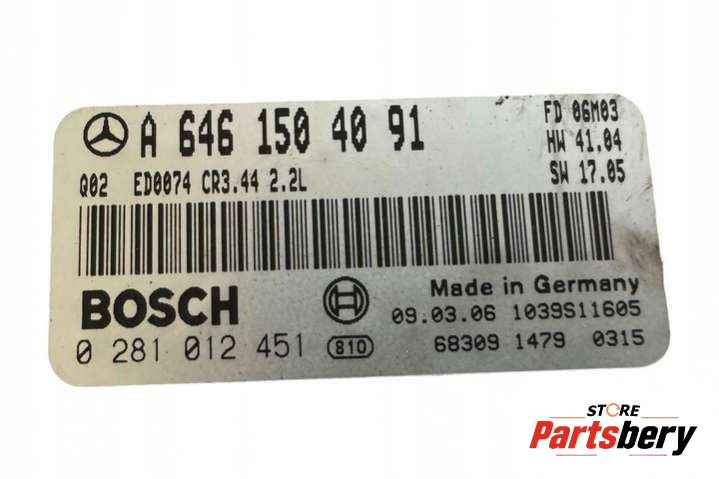 A 646 150 40 91
FD 06M03
HW 41.04
Q02 ED0074 CR3.44 2.2L
SW 17.05
BOSCH
Made in Germany
09.03.06 1039S11605
0 281 012 451 810
68309 1479 0315
STORE
Partsbery